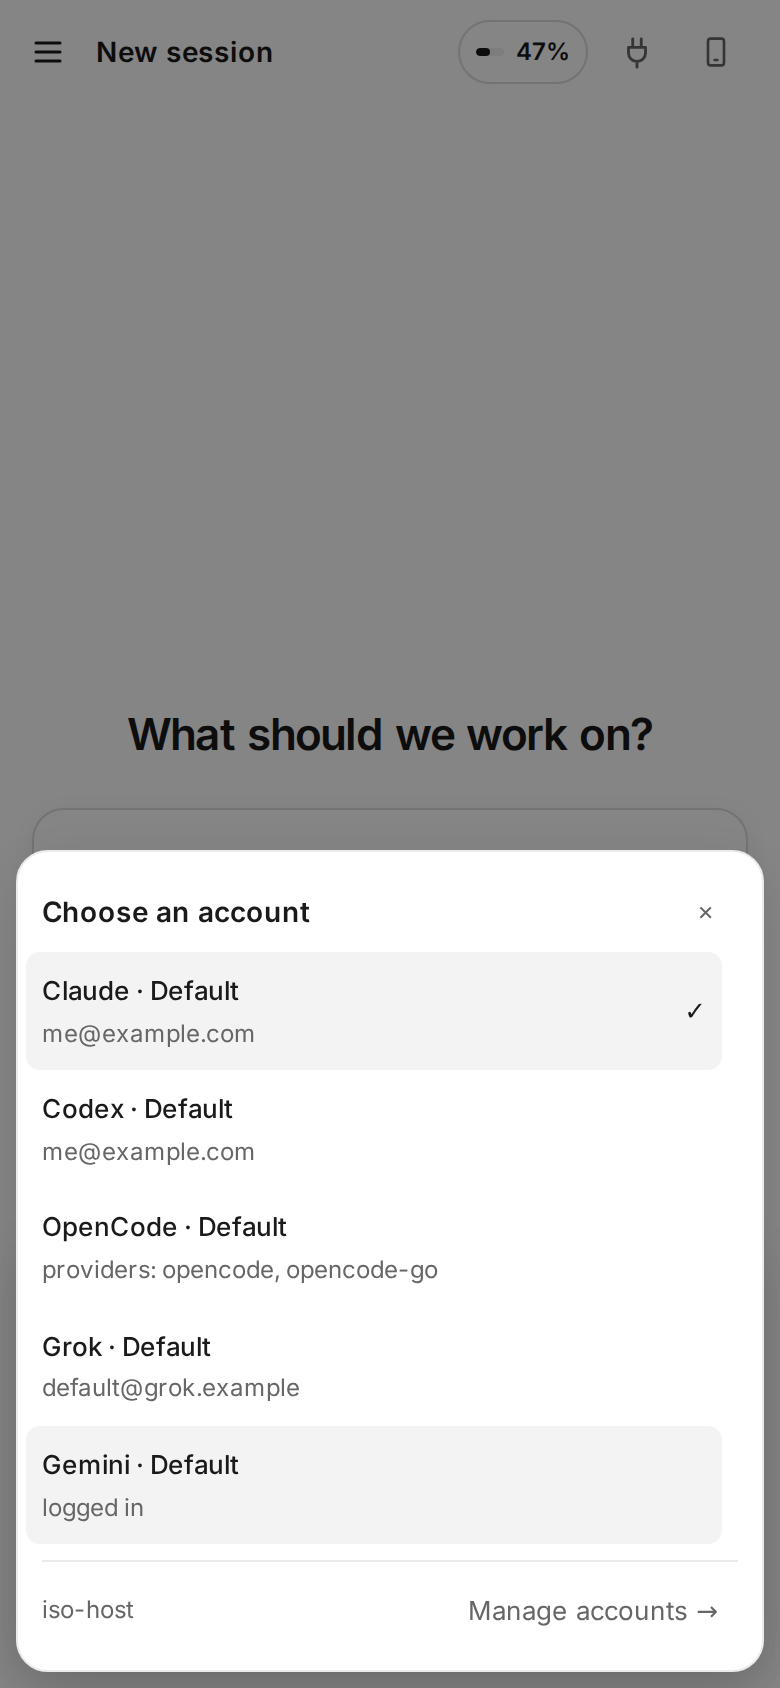 New session
47%
What should we work on?
Choose an account
×
Claude · Default
me@example.com
✓
Codex · Default
me@example.com
OpenCode · Default
providers: opencode, opencode-go
Grok · Default
default@grok.example
Gemini · Default
logged in
iso-host
Manage accounts →